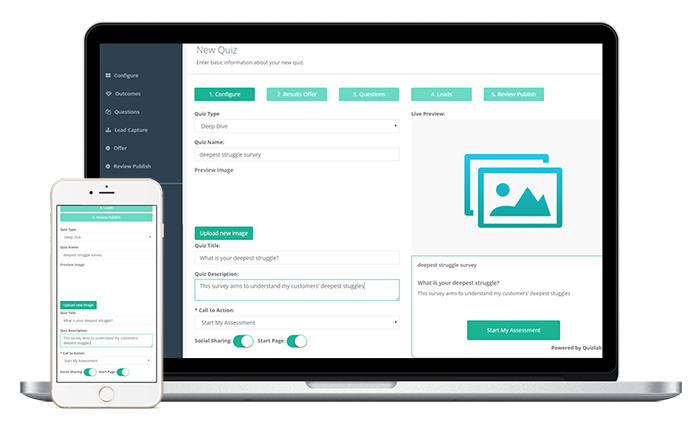 New Quiz
Enter basic information about your new quiz.
Configure
Outcomes
Questions
Lead Capture
Offer
Review Publish
1. Configure
2. Results Offer
3. Questions
4. Leads
5. Review Publish
Quiz Type
Deep Dive
Quiz Name:
deepest struggle survey
Preview Image
Upload new image
Quiz Title:
What is your deepest struggle?
Quiz Description:
This survey aims to understand my customers' deepest stuggles
* Call to Action:
Start My Assessment
Social Sharing:
Start Page:
Live Preview:
deepest struggle survey
What is your deepest struggle?
This survey aims to understand my customers' deepest stuggles
Start My Assessment
Powered by Quizlab
4. Leads
5. Review Publish
Quiz Type
Deep Dive
Quiz Name:
deepest struggle survey
Preview Image
Upload new image
Quiz Title:
What is your deepest struggle?
Quiz Description:
This survey aims to understand my customers'
deepest stuggles
* Call to Action:
Start My Assessment
Social Sharing:
Start Page: